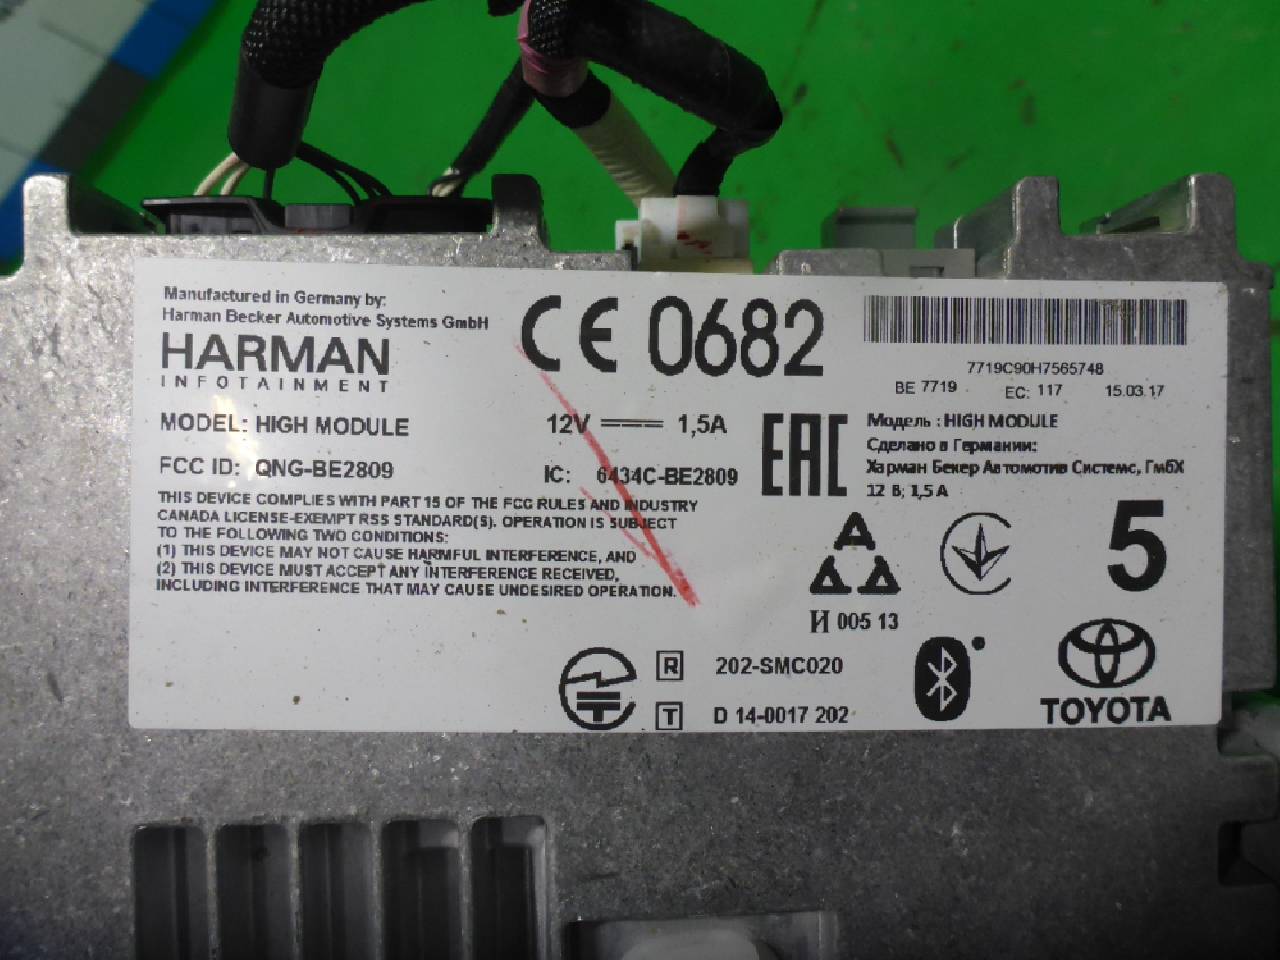 Manufactured in Germany by:
Harman Becker Automotive Systems GmbH
HARMAN
INFOTAINMENT
CE 0682
7719C90H7565748
BE 7719 EC: 117 15.03.17
MODEL: HIGH MODULE 12V 1,5A
FCC ID: QNG-BE2809 IC: 6434C-BE2809
EAC
Модель : HIGH MODULE
Сделано в Германии:
Харман Бекер Автомотив Системс, ГмбХ
12 В; 1,5 А
THIS DEVICE COMPLIES WITH PART 15 OF THE FCC RULES AND INDUSTRY
CANADA LICENSE-EXEMPT RSS STANDARD(S). OPERATION IS SUBJECT
TO THE FOLLOWING TWO CONDITIONS:
(1) THIS DEVICE MAY NOT CAUSE HARMFUL INTERFERENCE, AND
(2) THIS DEVICE MUST ACCEPT ANY INTERFERENCE RECEIVED,
INCLUDING INTERFERENCE THAT MAY CAUSE UNDESIRED OPERATION.
5
И 005 13
R 202-SMC020
T D 14-0017 202
TOYOTA